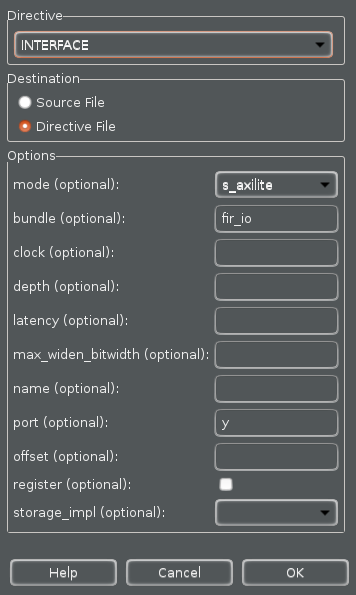 Directive
INTERFACE
Destination
Source File
Directive File
Options
mode (optional): s_axilite
bundle (optional): fir_io
clock (optional):
depth (optional):
latency (optional):
max_widen_bitwidth (optional):
name (optional):
port (optional): y
offset (optional):
register (optional):
storage_impl (optional):
Help Cancel OK